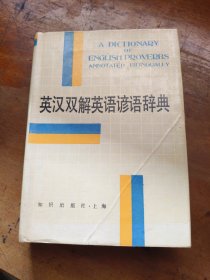 A DICTIONARY
OF
ENGLISH PROVERBS
ANNOTATED BILINGUALLY
英汉双解英语谚语辞典
知识出版社·上海